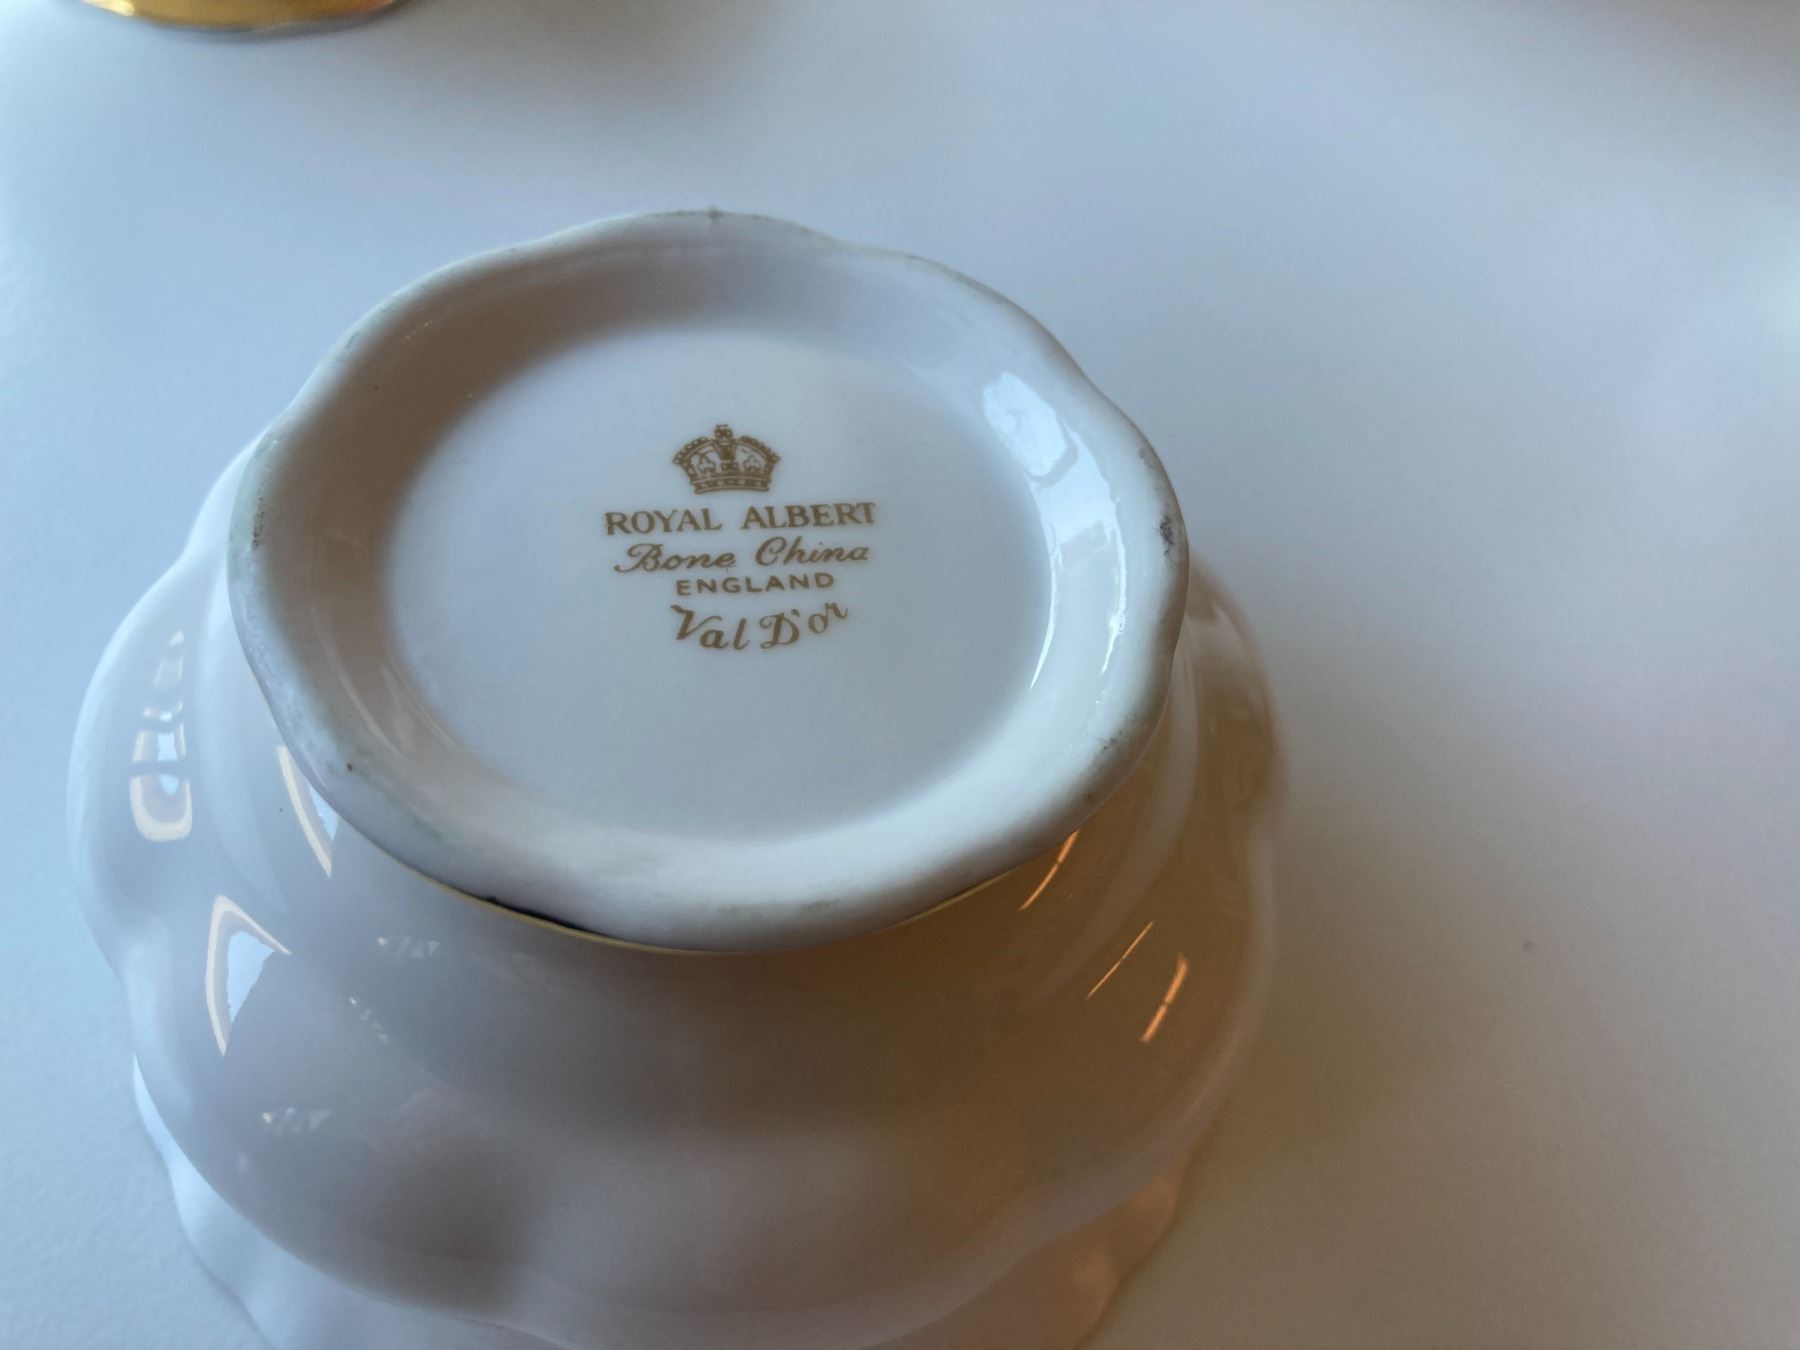 ROYAL ALBERT
Bone China
ENGLAND
Val D'or